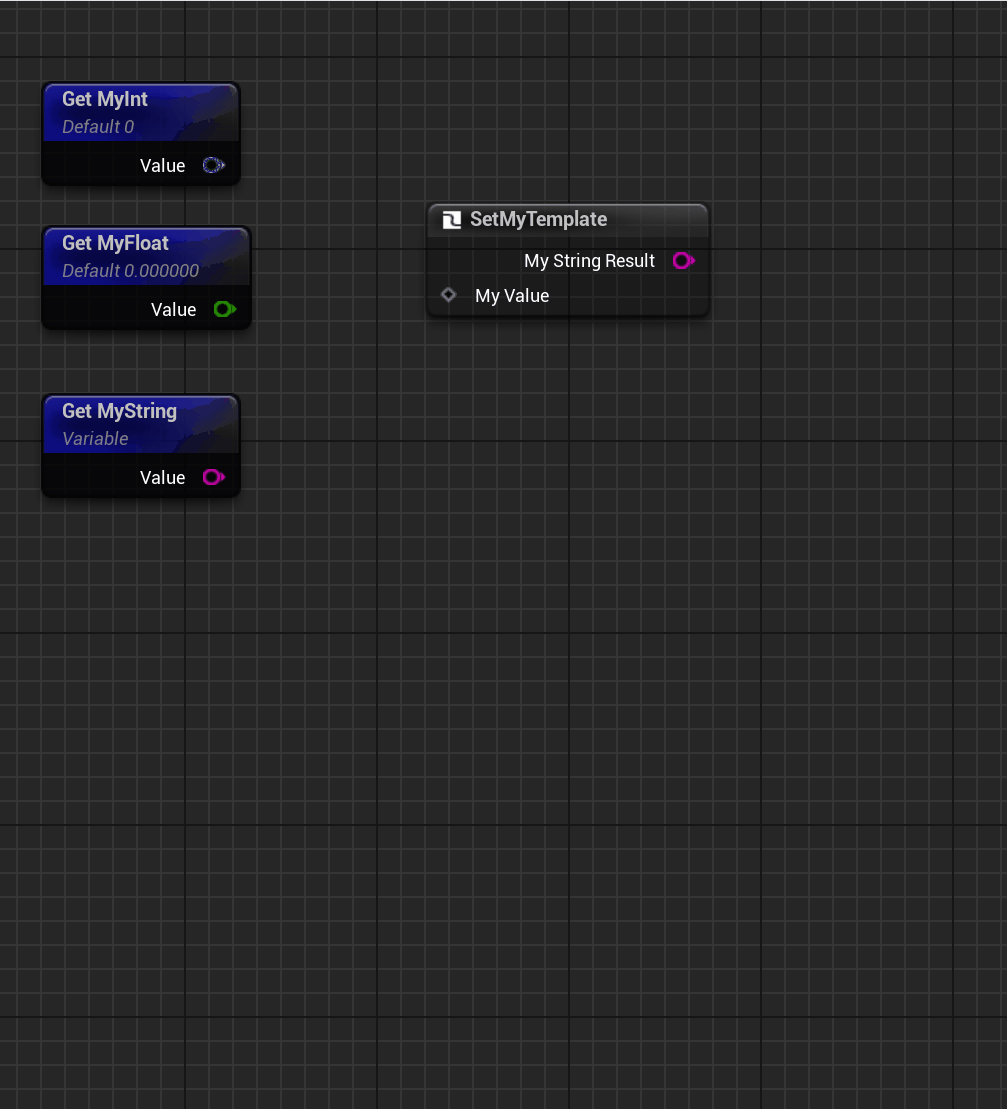 Get MyInt
Default 0
Value
Get MyFloat
Default 0.000000
Value
Get MyString
Variable
Value
SetMyTemplate
My String Result
My Value